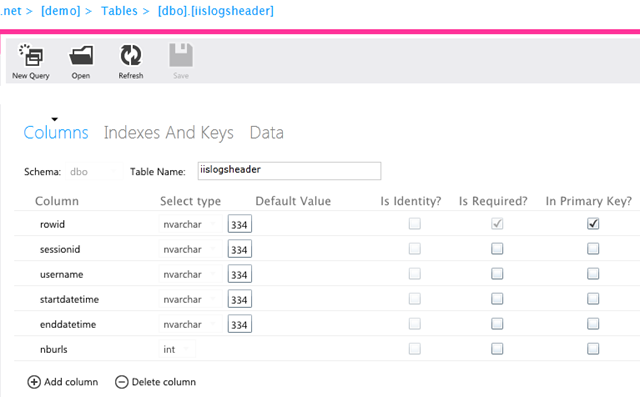 .net > [demo] > Tables > [dbo].[iislogsheader]
New Query Open Refresh Save
Columns Indexes And Keys Data
Schema: dbo Table Name: iislogsheader
Column Select type Default Value Is Identity? Is Required? In Primary Key?
rowid nvarchar 334
sessionid nvarchar 334
username nvarchar 334
startdatetime nvarchar 334
enddatetime nvarchar 334
nburls int
Add column Delete column